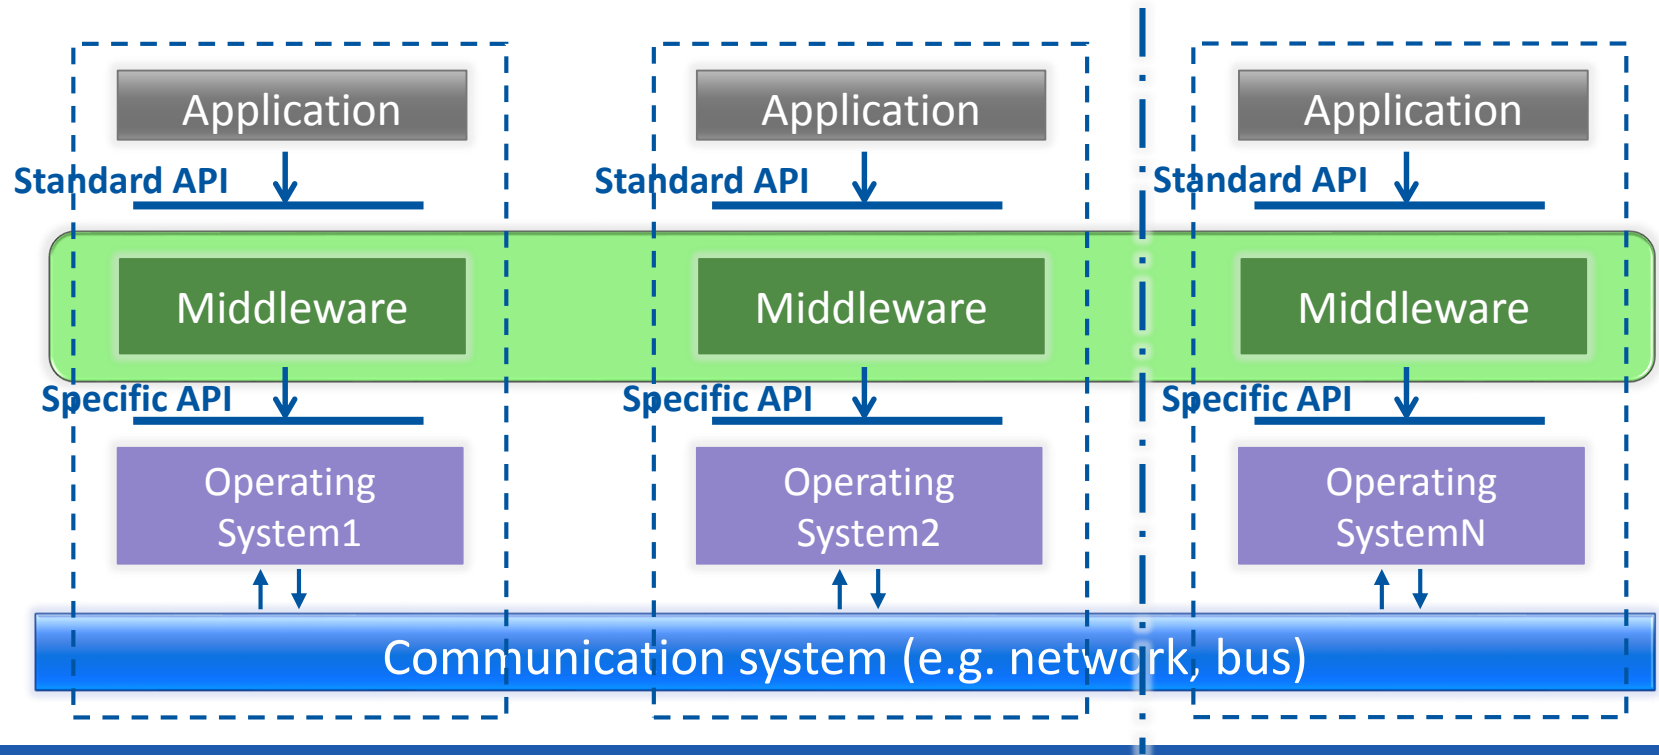 Application
Application
Application
Standard API
Standard API
Standard API
Middleware
Middleware
Middleware
Specific API
Specific API
Specific API
Operating
System1
Operating
System2
Operating
SystemN
Communication system (e.g. network, bus)